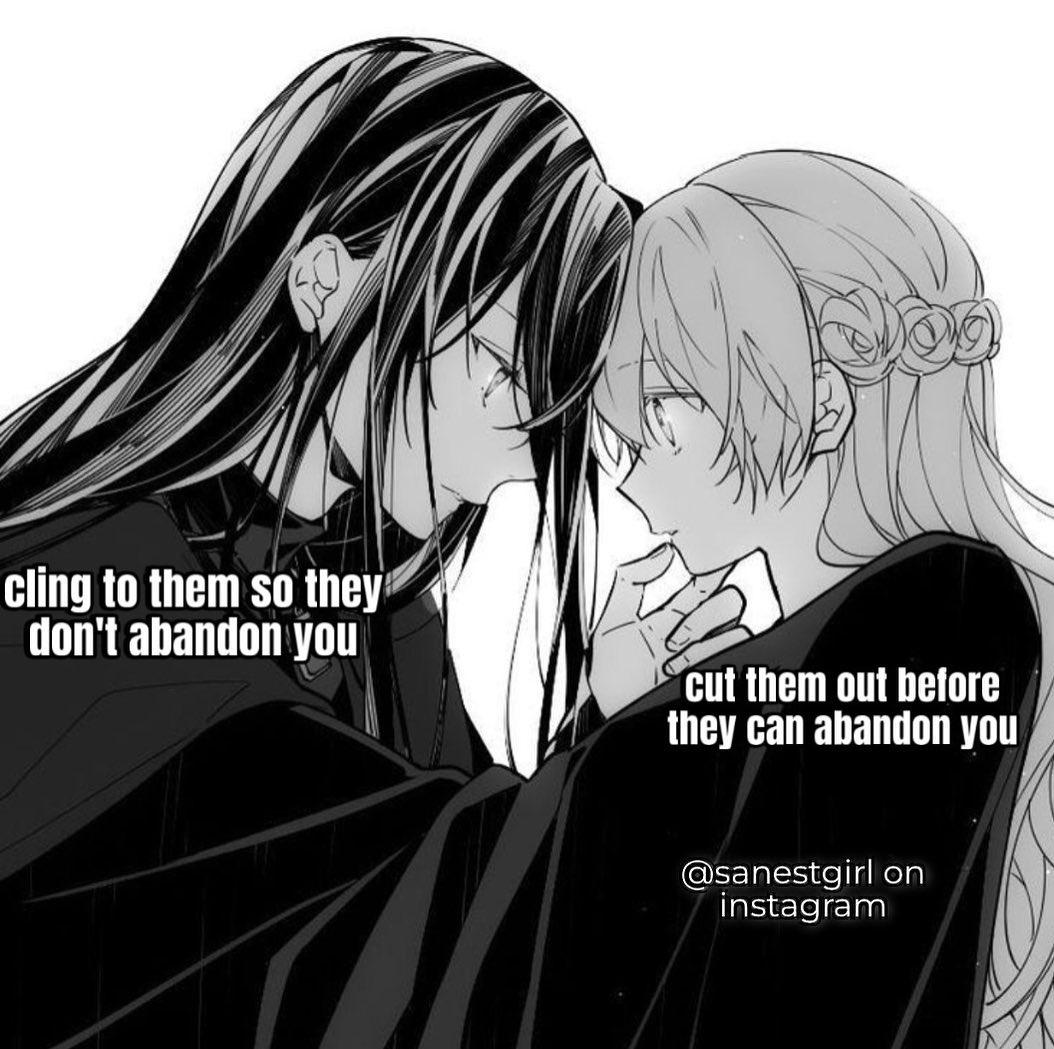 cling to them so they
don't abandon you
cut them out before
they can abandon you
@sanestgirl on
instagram